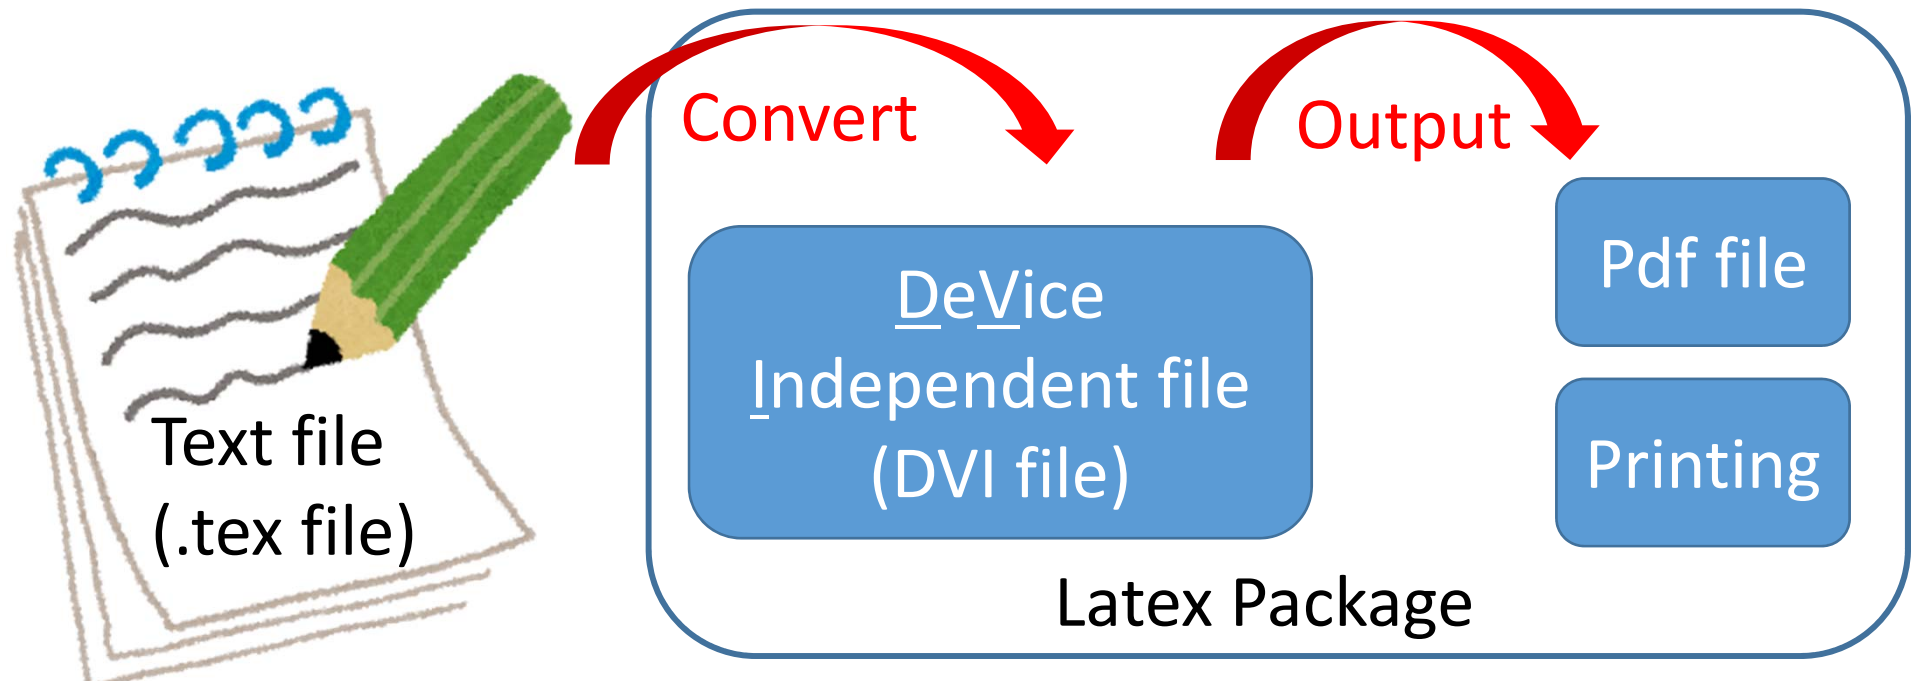 Text file
(.tex file)
Convert
DeVice
Independent file
(DVI file)
Output
Pdf file
Printing
Latex Package